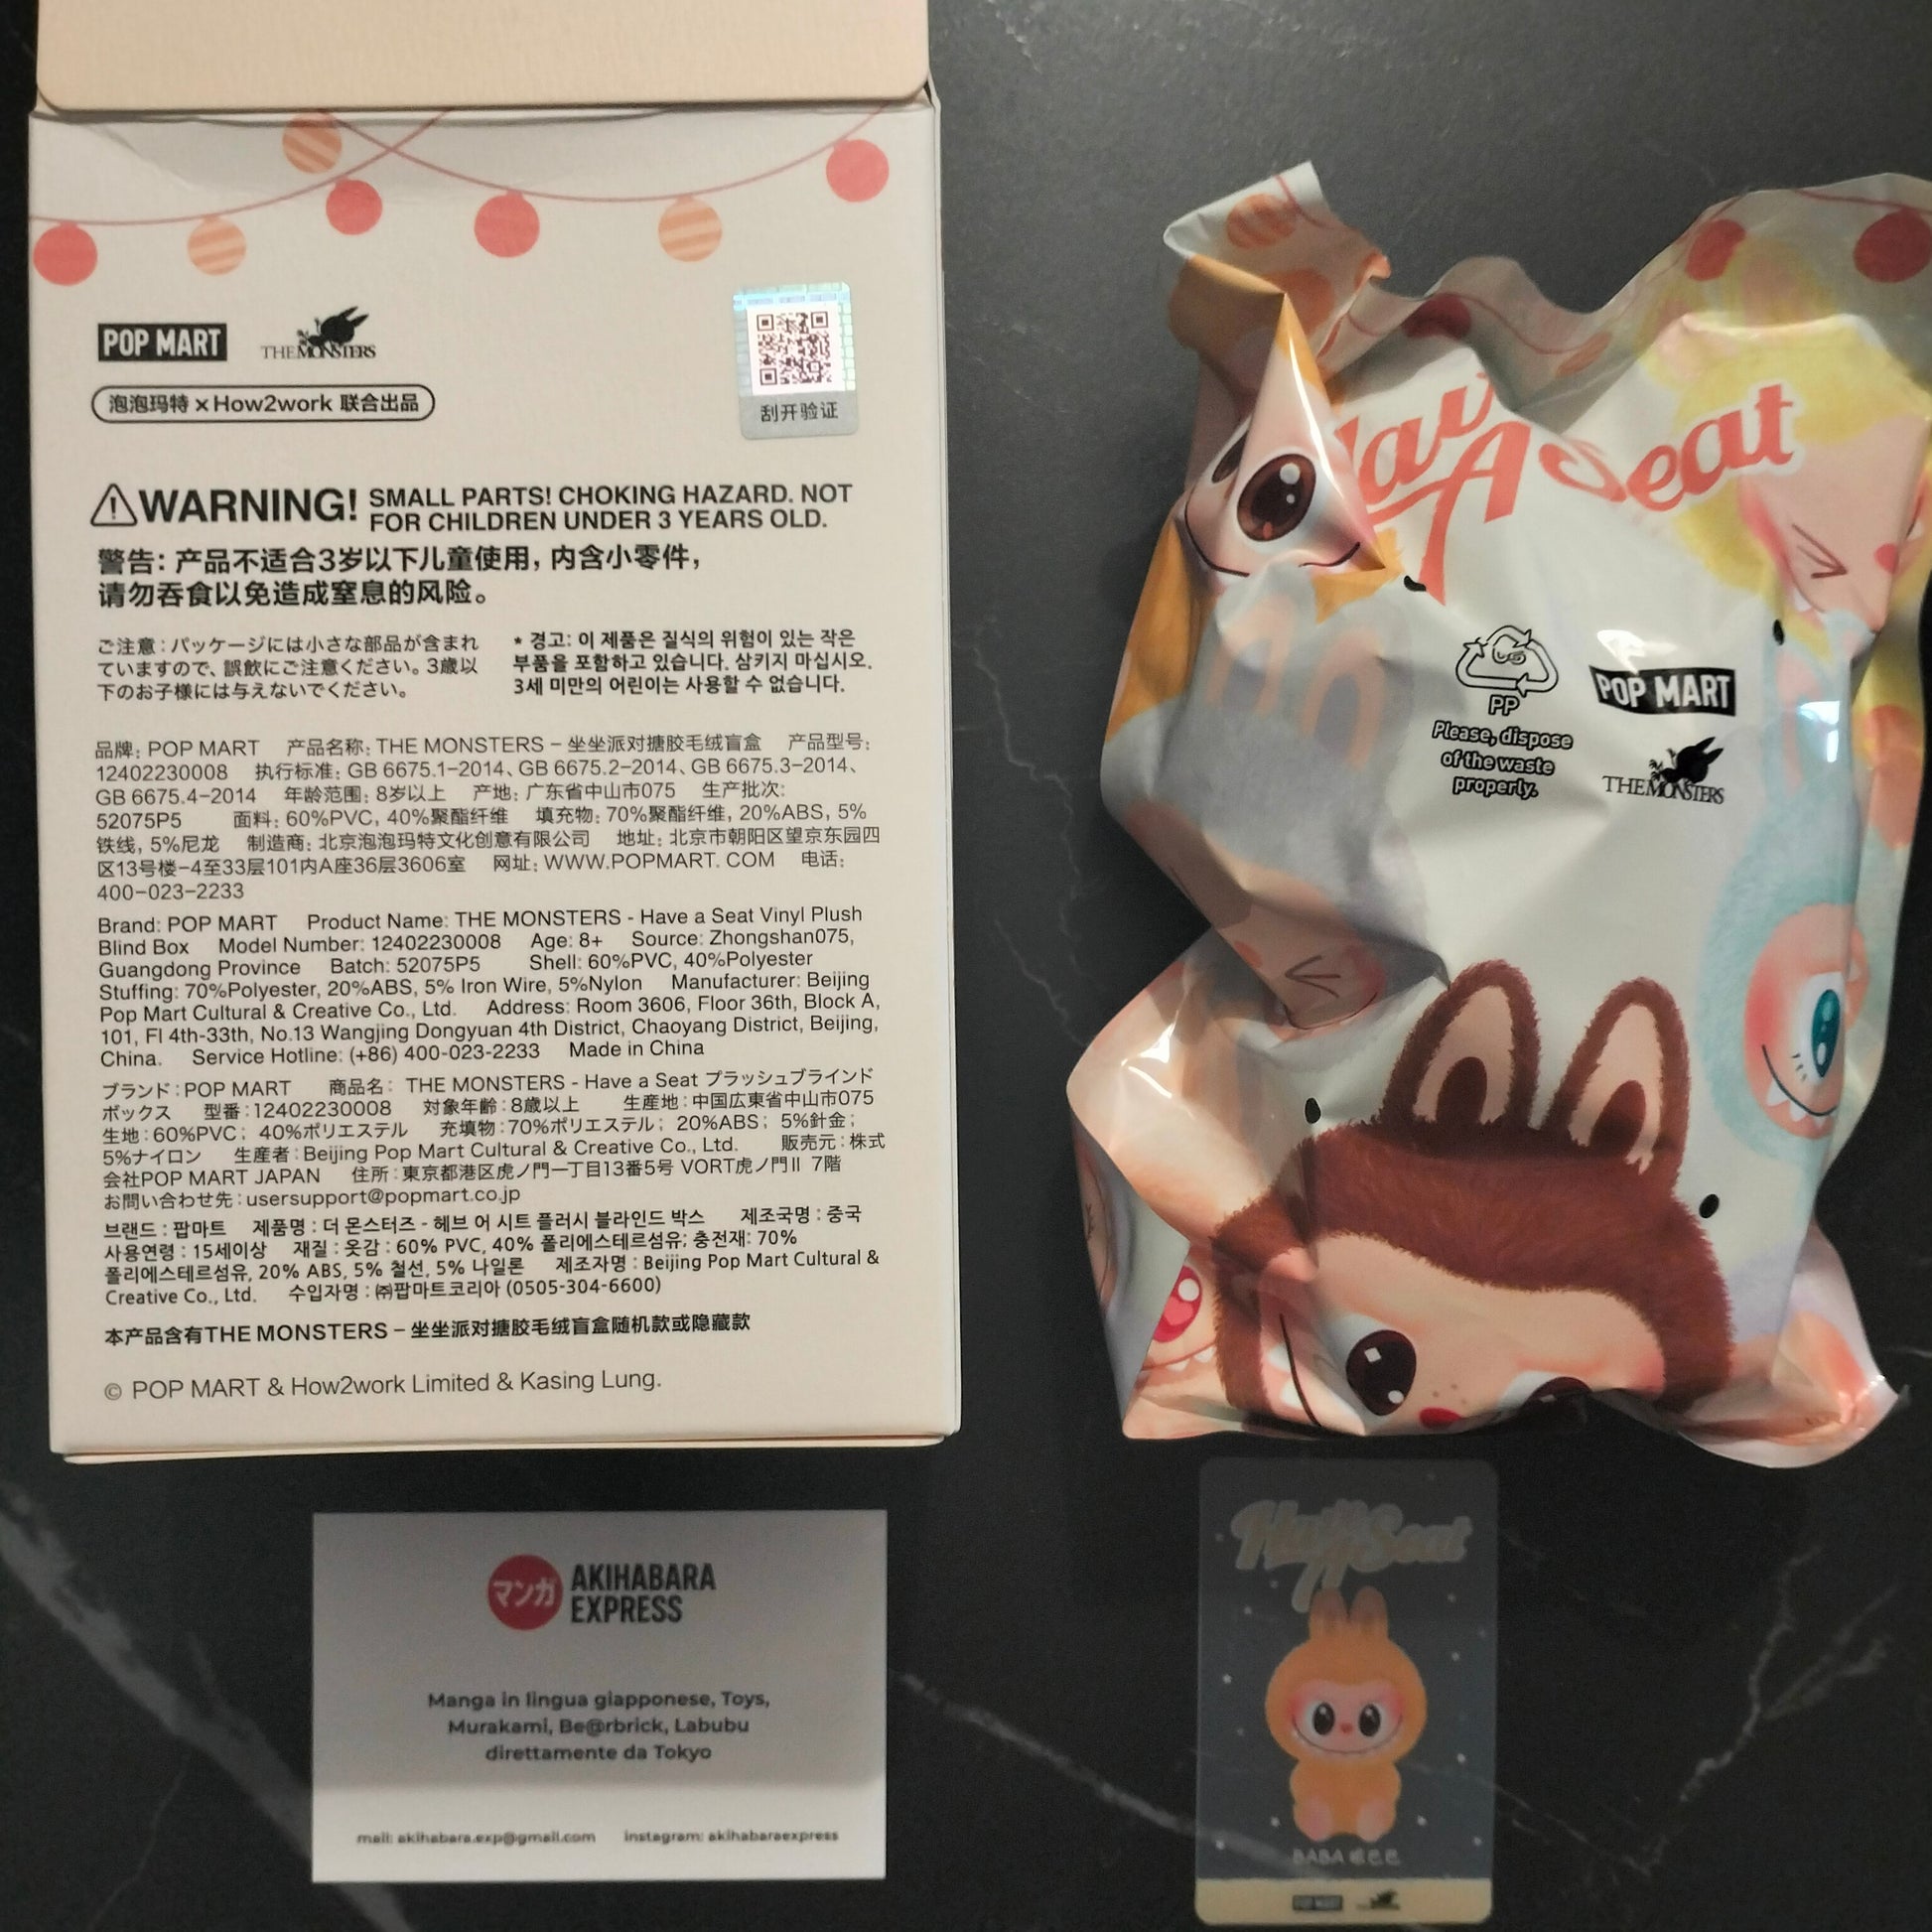 POP MART
THE MONSTERS
泡泡玛特 × How2work 联合出品
刮开验证
WARNING! SMALL PARTS! CHOKING HAZARD. NOT
FOR CHILDREN UNDER 3 YEARS OLD.
警告: 产品不适合3岁以下儿童使用, 内含小零件,
请勿吞食以免造成窒息的风险。
ご注意:パッケージには小さな部品が含まれ
ていますので、誤飲にご注意ください。3歳以
下のお子様には与えないでください。
* 경고: 이 제품은 질식의 위험이 있는 작은
부품을 포함하고 있습니다. 삼키지 마십시오.
3세 미만의 어린이는 사용할 수 없습니다.
品牌: POP MART 产品名称: THE MONSTERS – 坐坐派对搪胶毛绒盲盒 产品型号:
12402230008 执行标准: GB 6675.1–2014、GB 6675.2–2014、GB 6675.3–2014、
GB 6675.4–2014 年龄范围: 8岁以上 产地: 广东省中山市075 生产批次:
52075P5 面料: 60%PVC, 40%聚酯纤维 填充物: 70%聚酯纤维, 20%ABS, 5%
铁线, 5%尼龙 制造商: 北京泡泡玛特文化创意有限公司 地址: 北京市朝阳区望京东园四
区13号楼–4至33层101内A座36层3606室 网址: WWW.POPMART. COM 电话:
400–023–2233
Brand: POP MART Product Name: THE MONSTERS - Have a Seat Vinyl Plush
Blind Box Model Number: 12402230008 Age: 8+ Source: Zhongshan075,
Guangdong Province Batch: 52075P5 Shell: 60%PVC, 40%Polyester
Stuffing: 70%Polyester, 20%ABS, 5% Iron Wire, 5%Nylon Manufacturer: Beijing
Pop Mart Cultural & Creative Co., Ltd. Address: Room 3606, Floor 36th, Block A,
101, Fl 4th-33th, No.13 Wangjing Dongyuan 4th District, Chaoyang District, Beijing,
China. Service Hotline: (+86) 400-023-2233 Made in China
ブランド:POP MART 商品名: THE MONSTERS - Have a Seat プラッシュブラインド
ボックス 型番:12402230008 対象年齢:8歳以上 生産地:中国広東省中山市075
生地:60%PVC; 40%ポリエステル 充填物:70%ポリエステル; 20%ABS; 5%針金;
5%ナイロン 生産者:Beijing Pop Mart Cultural & Creative Co., Ltd. 販売元:株式
会社POP MART JAPAN 住所:東京都港区虎ノ門一丁目13番5号 VORT虎ノ門II 7階
お問い合わせ先:usersupport@popmart.co.jp
브랜드 : 팝마트 제품명 : 더 몬스터즈 - 헤브 어 시트 플러시 블라인드 박스 제조국명 : 중국
사용연령 : 15세이상 재질 : 옷감 : 60% PVC, 40% 폴리에스테르섬유; 충전재: 70%
폴리에스테르섬유, 20% ABS, 5% 철선, 5% 나일론 제조자명 : Beijing Pop Mart Cultural &
Creative Co., Ltd. 수입자명 : ㈜팝마트코리아 (0505-304-6600)
本产品含有THE MONSTERS – 坐坐派对搪胶毛绒盲盒随机款或隐藏款
© POP MART & How2work Limited & Kasing Lung.
A Seat
PP
Please, dispose
of the waste
properly.
POP MART
THE MONSTERS
マンガ
AKIHABARA
EXPRESS
Manga in lingua giapponese, Toys,
Murakami, Be@rbrick, Labubu
direttamente da Tokyo
mail: akihabara.exp@gmail.com instagram: akihabaraexpress
Have A Seat
BABA
POP MART